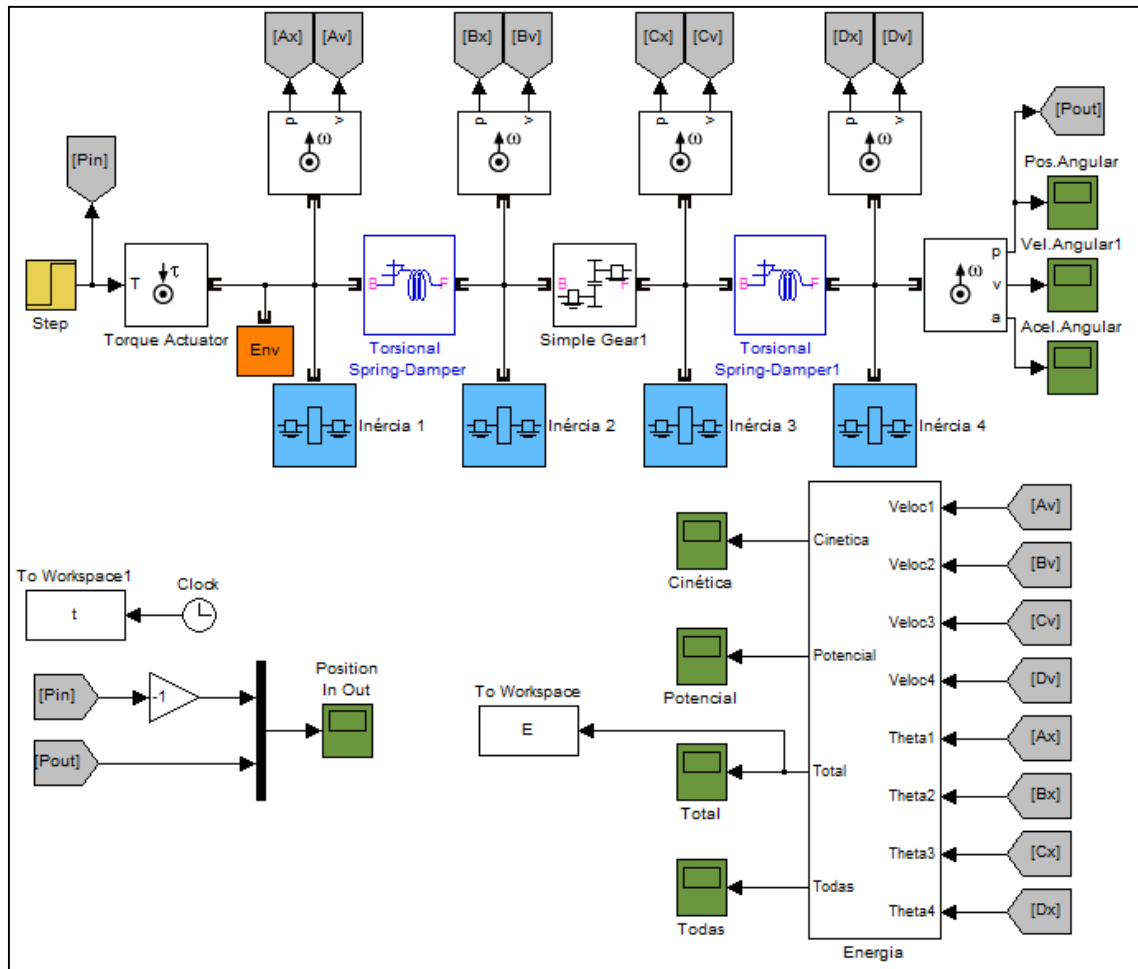 [Ax] [Av] [Bx] [Bv] [Cx] [Cv] [Dx] [Dv]
p v p v p v p v
ω ω ω ω
[Pout]
[Pin]
Pos.Angular
T τ
B F B F B F
ω p
Vel.Angular1
v
a
Step
Torque Actuator
Env
Torsional
Spring-Damper
Simple Gear1
Torsional
Spring-Damper1
Acel.Angular
Inércia 1 Inércia 2 Inércia 3 Inércia 4
Veloc1 [Av]
Cinetica
Cinética
Veloc2 [Bv]
To Workspace1
t
Clock
Veloc3 [Cv]
Potencial
Potencial
Veloc4 [Dv]
[Pin] -1
Position
In Out
To Workspace
E
Theta1 [Ax]
[Pout]
Total
Total
Theta2 [Bx]
Theta3 [Cx]
Todas
Todas
Theta4 [Dx]
Energia